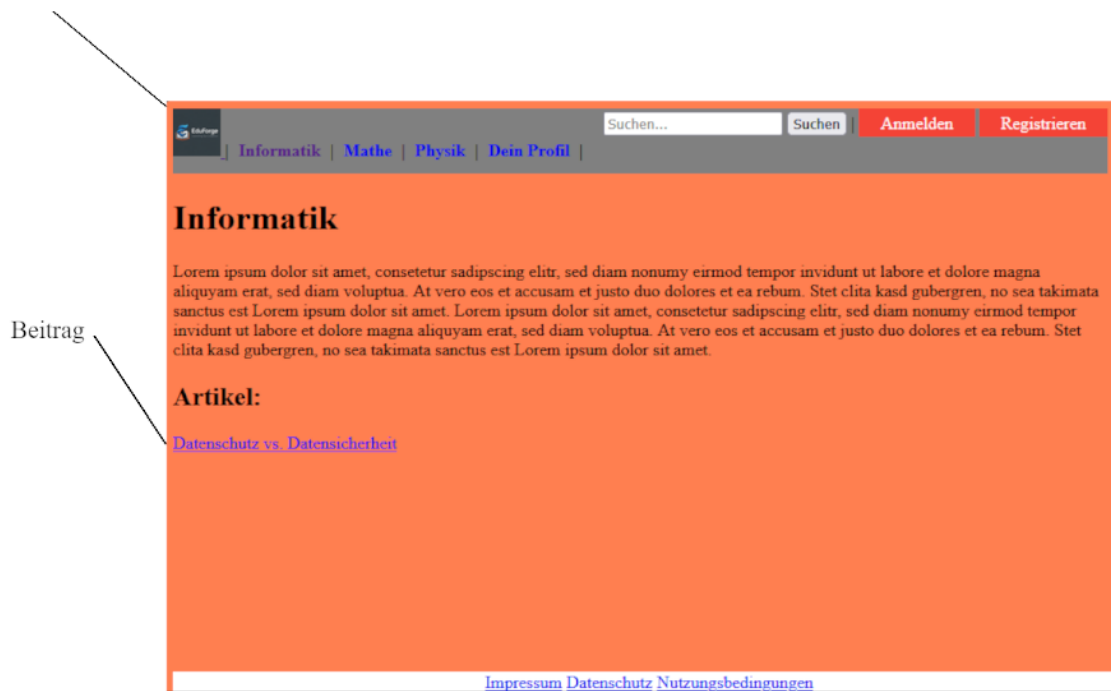 EduForge
Suchen... Suchen | Anmelden Registrieren
| Informatik | Mathe | Physik | Dein Profil |
Informatik
Lorem ipsum dolor sit amet, consetetur sadipscing elitr, sed diam nonumy eirmod tempor invidunt ut labore et dolore magna
aliquyam erat, sed diam voluptua. At vero eos et accusam et justo duo dolores et ea rebum. Stet clita kasd gubergren, no sea takimata
sanctus est Lorem ipsum dolor sit amet. Lorem ipsum dolor sit amet, consetetur sadipscing elitr, sed diam nonumy eirmod tempor
invidunt ut labore et dolore magna aliquyam erat, sed diam voluptua. At vero eos et accusam et justo duo dolores et ea rebum. Stet
clita kasd gubergren, no sea takimata sanctus est Lorem ipsum dolor sit amet.
Beitrag
Artikel:
Datenschutz vs. Datensicherheit
Impressum Datenschutz Nutzungsbedingungen